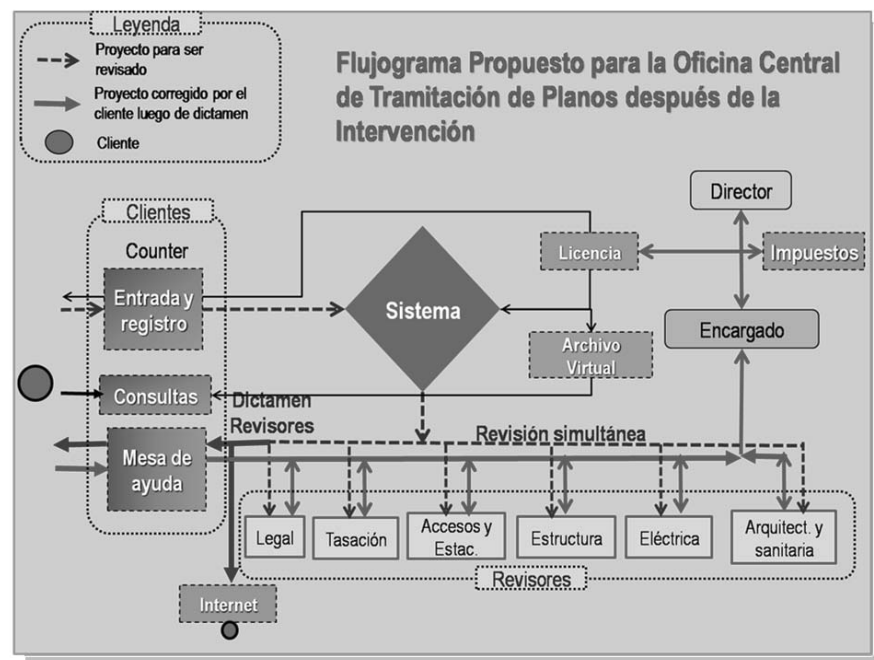 Leyenda
Proyecto para ser
revisado
Proyecto corregido por el
cliente luego de dictamen
Cliente
Flujograma Propuesto para la Oficina Central
de Tramitación de Planos después de la
Intervención
Director
Clientes
Counter
Licencia
Impuestos
Entrada y
registro
Sistema
Encargado
Archivo
Virtual
Consultas
Dictamen
Revisores
Revisión simultánea
Mesa de
ayuda
Legal
Tasación
Accesos y
Estac.
Estructura
Eléctrica
Arquitect. y
sanitaria
Revisores
Internet